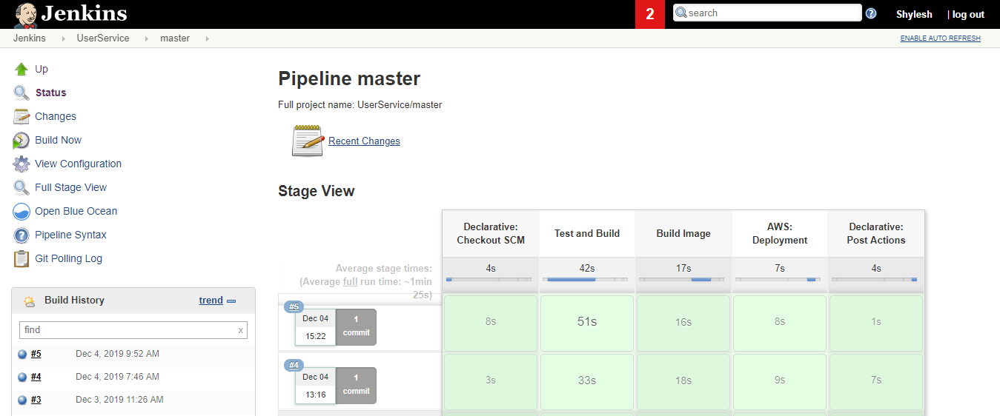 Jenkins
2
search
?
Shylesh
| log out
Jenkins
UserService
master
ENABLE AUTO REFRESH
Up
Status
Changes
Build Now
View Configuration
Full Stage View
Open Blue Ocean
?
Pipeline Syntax
Git Polling Log
Build History
trend
find
x
#5
Dec 4, 2019 9:52 AM
#4
Dec 4, 2019 7:46 AM
#3
Dec 3, 2019 11:26 AM
Pipeline master
Full project name: UserService/master
Recent Changes
Stage View
Declarative:
Checkout SCM
Test and Build
Build Image
AWS:
Deployment
Declarative:
Post Actions
Average stage times:
(Average full run time: ~1min
25s)
4s
42s
17s
7s
4s
#5
Dec 04
15:22
1
commit
8s
51s
16s
8s
1s
#4
Dec 04
13:16
1
commit
3s
33s
18s
9s
7s